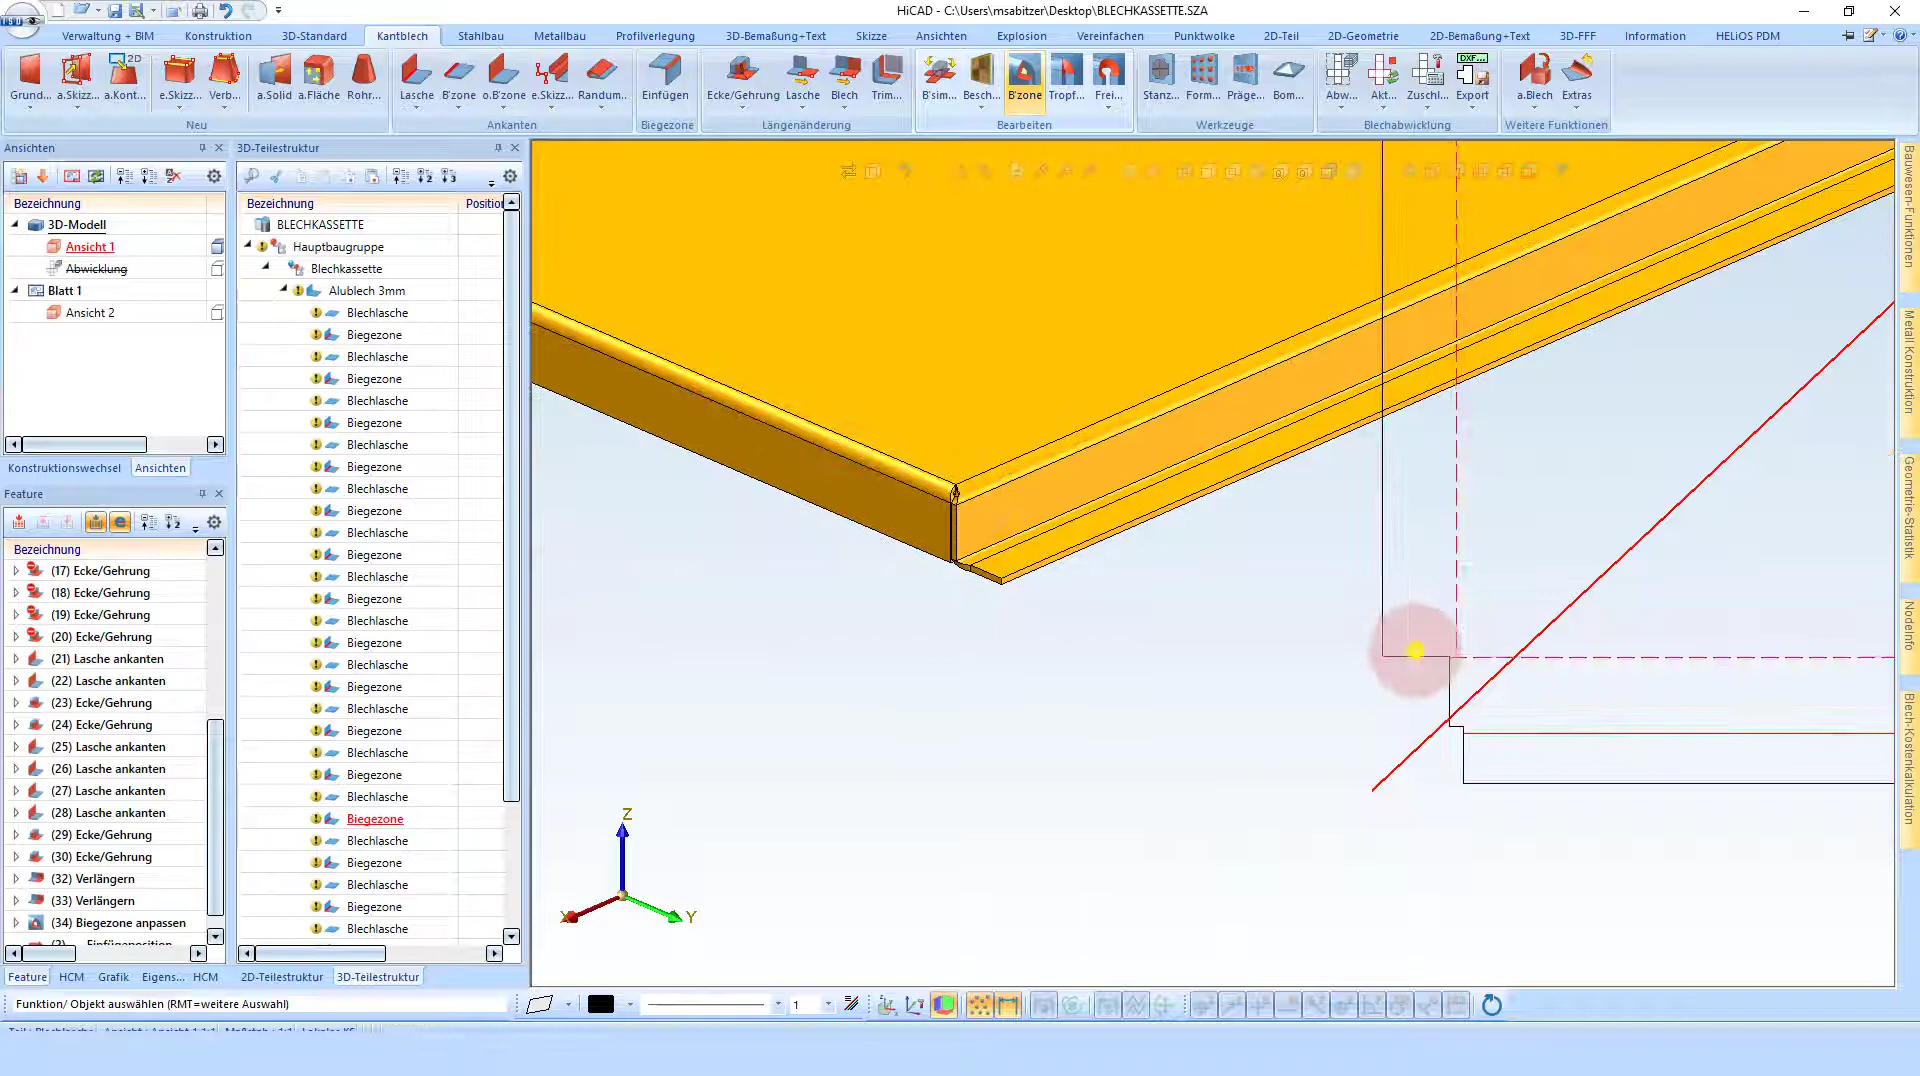 HiCAD - C:\Users\msabitzer\Desktop\BLECHKASSETTE.SZA
ISD
Verwaltung + BIM
Konstruktion
3D-Standard
Kantblech
Stahlbau
Metallbau
Profilverlegung
3D-Bemaßung+Text
Skizze
Ansichten
Explosion
Vereinfachen
Punktwolke
2D-Teil
2D-Geometrie
2D-Bemaßung+Text
3D-FFF
Information
HELiOS PDM
Grund...
a.Skizz...
a.Kont...
e.Skizz...
Verb...
a.Solid
a.Fläche
Rohr...
Lasche
B'zone
o.B'zone
e.Skizz...
Randum...
Einfügen
Ecke/Gehrung
Lasche
Blech
Trim...
B'sim...
Besch...
B'zone
Tropf...
Frei...
Stanz...
Form...
Präge...
Bom...
Abw...
Akt...
Zuschl...
Export
a.Blech
Extras
Neu
Ankanten
Biegezone
Längenänderung
Bearbeiten
Werkzeuge
Blechabwicklung
Weitere Funktionen
Ansichten
Bezeichnung
3D-Modell
Ansicht 1
Abwicklung
Blatt 1
Ansicht 2
Konstruktionswechsel
Ansichten
Feature
Bezeichnung
(17) Ecke/Gehrung
(18) Ecke/Gehrung
(19) Ecke/Gehrung
(20) Ecke/Gehrung
(21) Lasche ankanten
(22) Lasche ankanten
(23) Ecke/Gehrung
(24) Ecke/Gehrung
(25) Lasche ankanten
(26) Lasche ankanten
(27) Lasche ankanten
(28) Lasche ankanten
(29) Ecke/Gehrung
(30) Ecke/Gehrung
(32) Verlängern
(33) Verlängern
(34) Biegezone anpassen
Einfügeposition
Feature
HCM
Grafik
Eigens...
HCM
3D-Teilestruktur
Bezeichnung
Position
BLECHKASSETTE
Hauptbaugruppe
Blechkassette
Alublech 3mm
Blechlasche
Biegezone
Blechlasche
Biegezone
Blechlasche
Biegezone
Blechlasche
Biegezone
Blechlasche
Biegezone
Blechlasche
Biegezone
Blechlasche
Biegezone
Blechlasche
Biegezone
Blechlasche
Biegezone
Blechlasche
Biegezone
Blechlasche
Biegezone
Blechlasche
Biegezone
Blechlasche
Biegezone
Blechlasche
Biegezone
Blechlasche
2D-Teilestruktur
3D-Teilestruktur
Z
X
Y
Bauwesen-Funktionen
Metall Konstruktion
Geometrie-Statistik
NodeInfo
Blech-Kostenkalkulation
Funktion/ Objekt auswählen (RMT=weitere Auswahl)
1